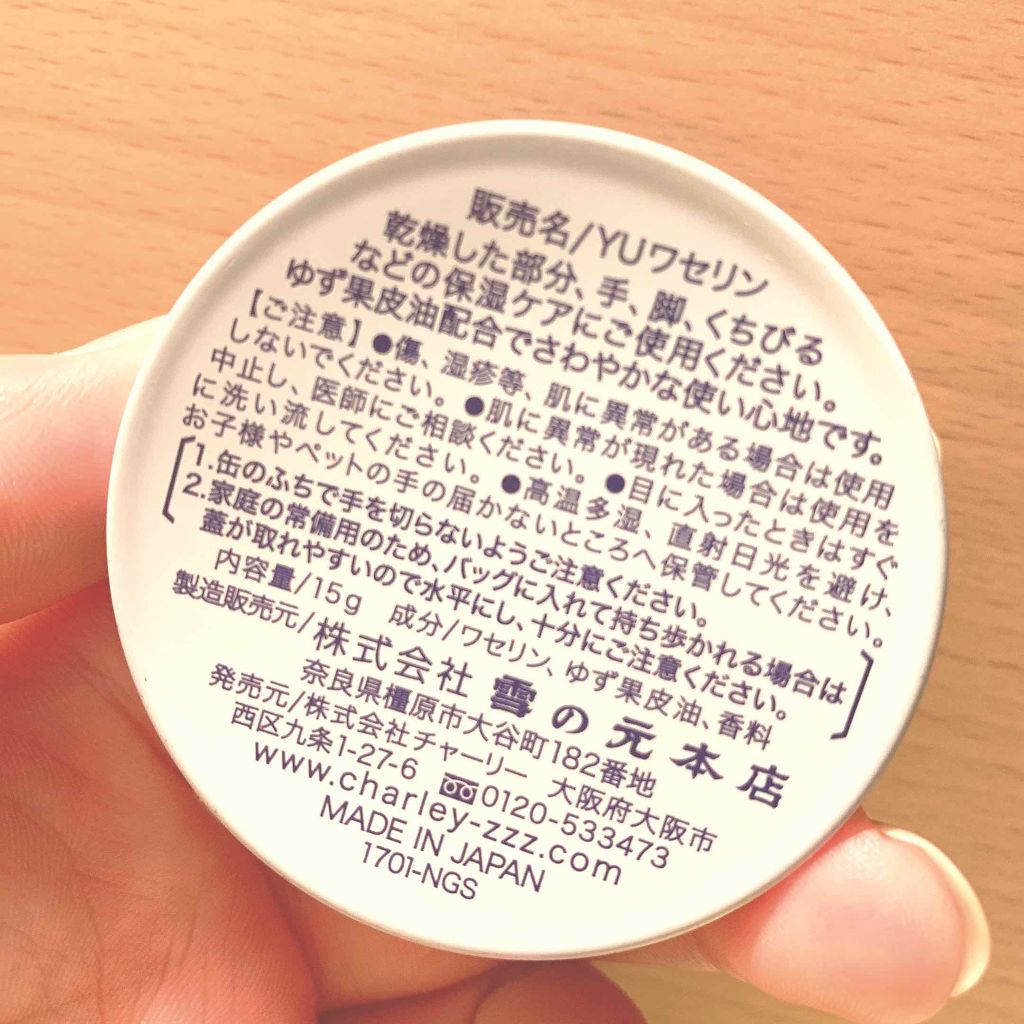 販売名/YUワセリン
乾燥した部分、手、脚、くちびる
などの保湿ケアにご使用ください。
ゆず果皮油配合でさわやかな使い心地です。
【ご注意】●傷、湿疹等、肌に異常がある場合は使用
しないでください。●肌に異常が現れた場合は使用を
中止し、医師にご相談ください。●目に入ったときはすぐ
に洗い流してください。●高温多湿、直射日光を避け、
お子様やペットの手の届かないところへ保管してください。
1.缶のふちで手を切らないようご注意ください。
2.家庭の常備用のため、バッグに入れて持ち歩かれる場合は
蓋が取れやすいので水平にし、十分にご注意ください。
内容量/15g 成分/ワセリン、ゆず果皮油、香料
製造販売元/株式会社 雪の元本店
奈良県橿原市大谷町182番地
発売元/株式会社チャーリー 大阪府大阪市
西区九条1-27-6 0120-533473
www.charley-zzz.com
MADE IN JAPAN
1701-NGS